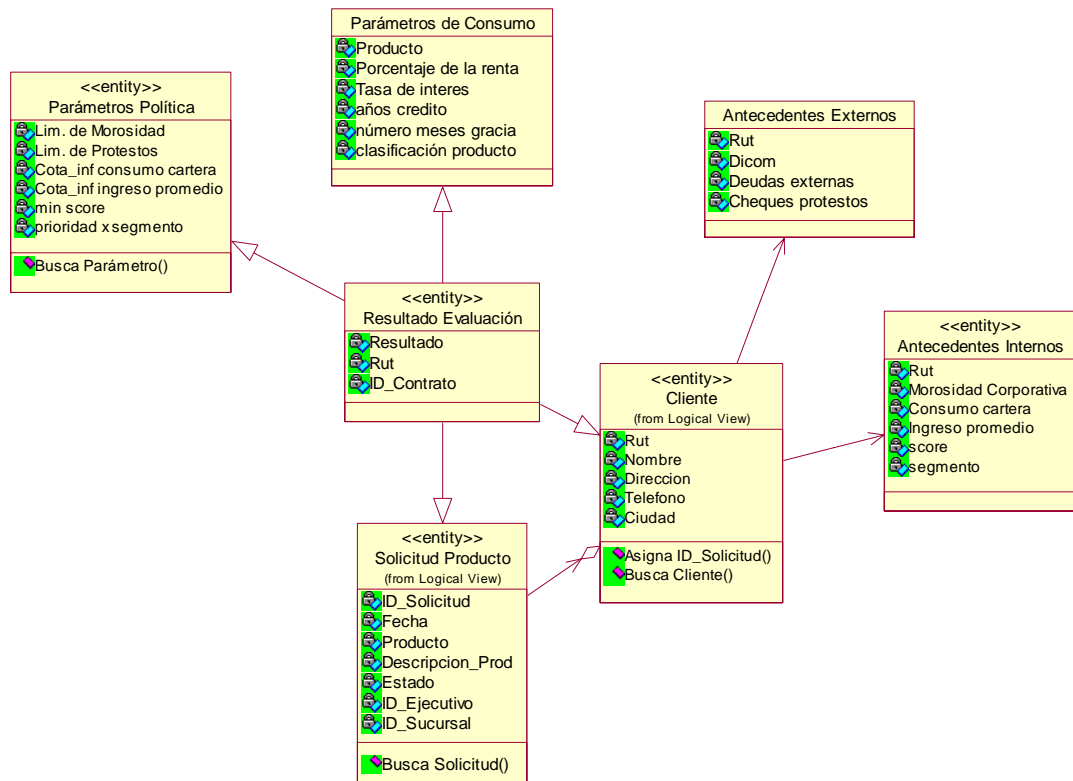 Parámetros de Consumo
Producto
Porcentaje de la renta
Tasa de interes
años credito
número meses gracia
clasificación producto
<<entity>>
Parámetros Política
Lim. de Morosidad
Lim. de Protestos
Cota_inf consumo cartera
Cota_inf ingreso promedio
min score
prioridad x segmento
Busca Parámetro()
Antecedentes Externos
Rut
Dicom
Deudas externas
Cheques protestos
<<entity>>
Resultado Evaluación
Resultado
Rut
ID_Contrato
<<entity>>
Antecedentes Internos
Rut
Morosidad Corporativa
Consumo cartera
Ingreso promedio
score
segmento
<<entity>>
Cliente
(from Logical View)
Rut
Nombre
Direccion
Telefono
Ciudad
Asigna ID_Solicitud()
Busca Cliente()
<<entity>>
Solicitud Producto
(from Logical View)
ID_Solicitud
Fecha
Producto
Descripcion_Prod
Estado
ID_Ejecutivo
ID_Sucursal
Busca Solicitud()